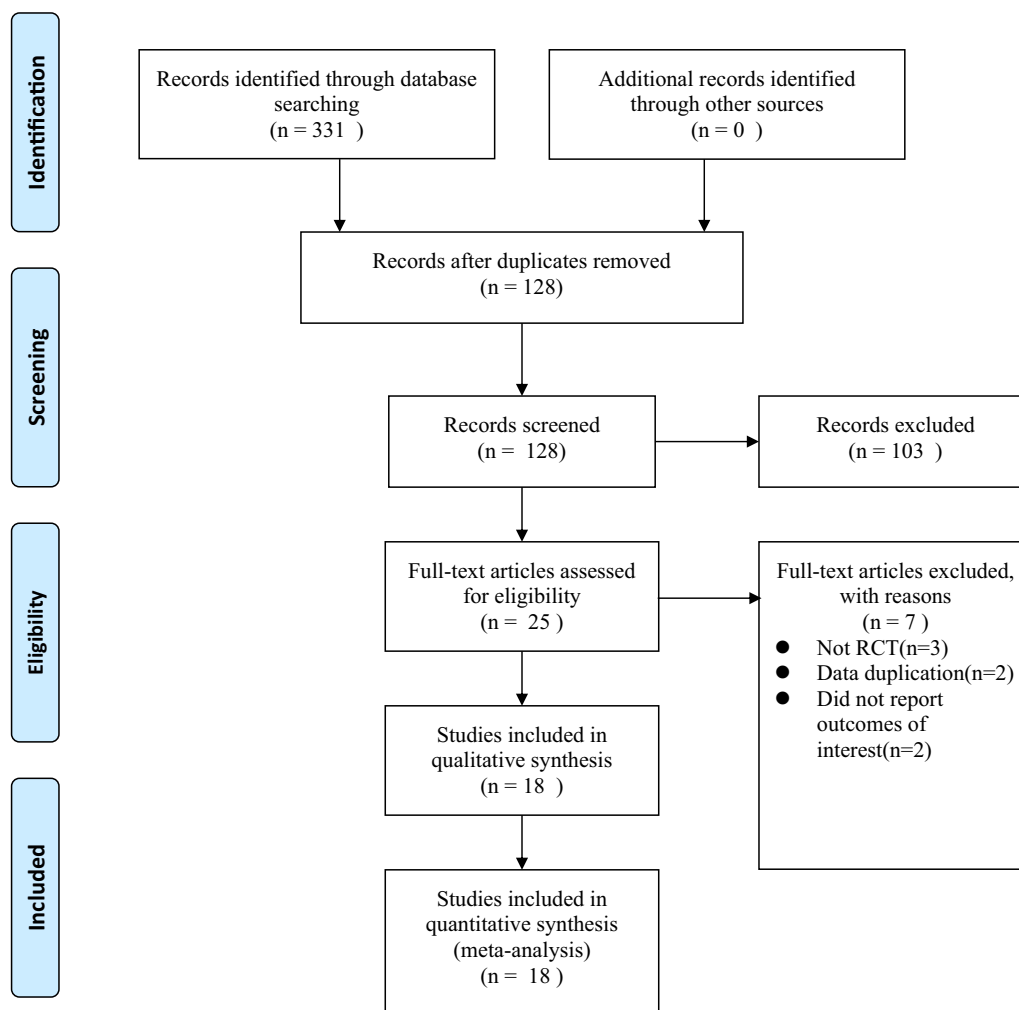 Identification
Records identified through database
searching
(n = 331 )
Additional records identified
through other sources
(n = 0 )
Records after duplicates removed
(n = 128)
Screening
Records screened
(n = 128)
Records excluded
(n = 103 )
Eligibility
Full-text articles assessed
for eligibility
(n = 25 )
Full-text articles excluded,
with reasons
(n = 7 )
● Not RCT(n=3)
● Data duplication(n=2)
● Did not report
outcomes of
interest(n=2)
Studies included in
qualitative synthesis
(n = 18 )
Included
Studies included in
quantitative synthesis
(meta-analysis)
(n = 18 )